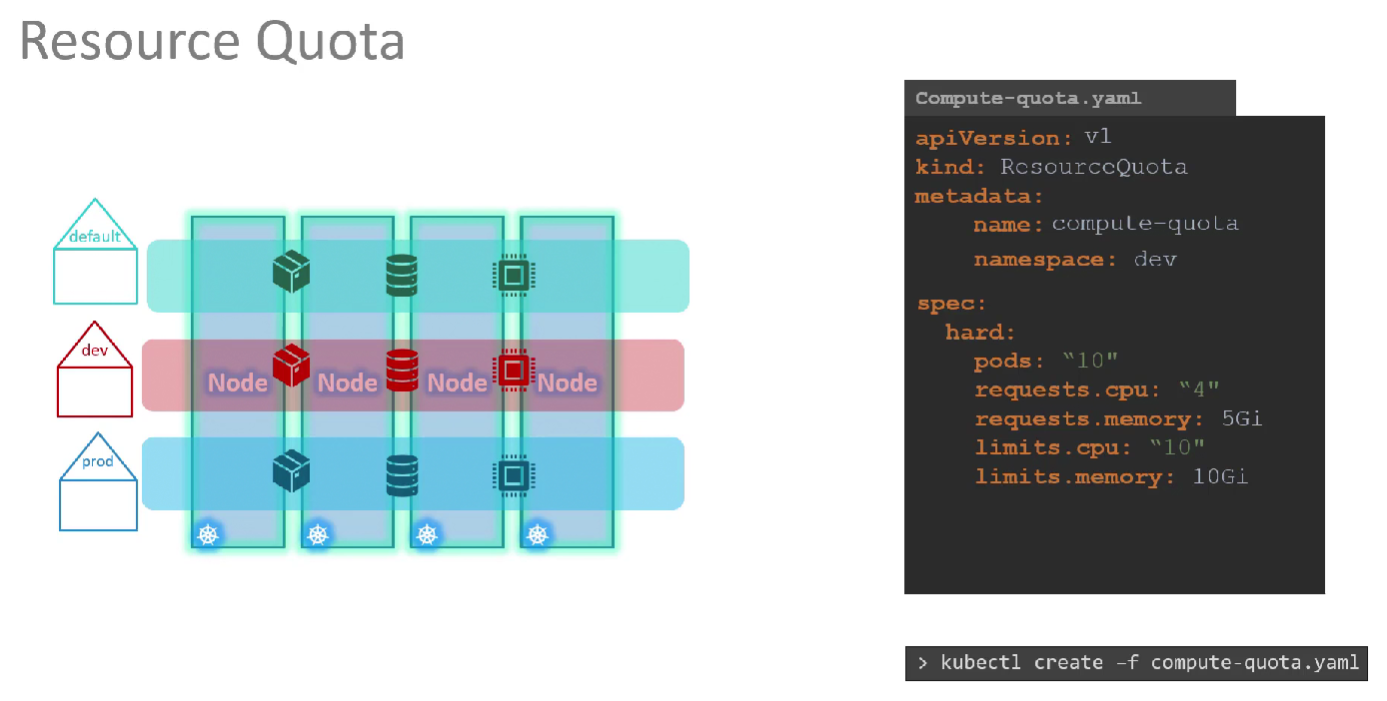 Resource Quota
default
dev
prod
Node Node Node Node
Compute-quota.yaml
apiVersion: v1
kind: ResourceQuota
metadata:
name: compute-quota
namespace: dev
spec:
hard:
pods: “10"
requests.cpu: “4"
requests.memory: 5Gi
limits.cpu: “10"
limits.memory: 10Gi
> kubectl create –f compute-quota.yaml